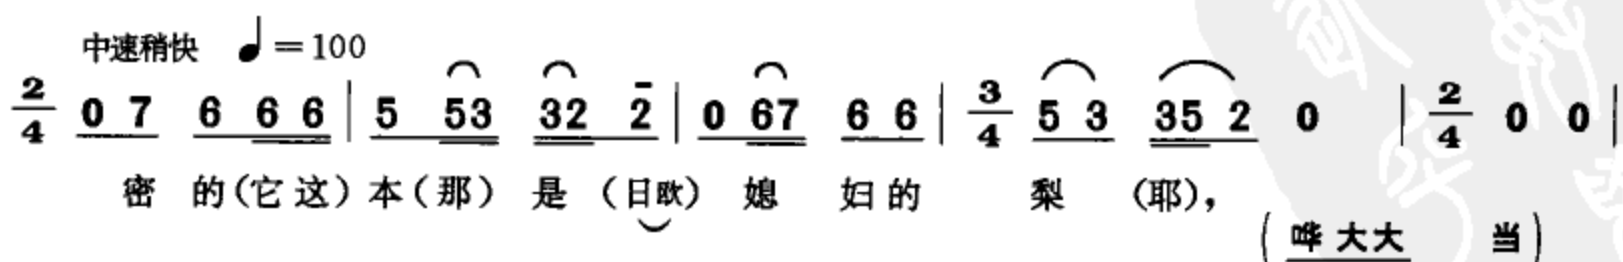 中速稍快 ♩=100
2/4 0 7 6 6 6 | 5 53 32 2 | 0 67 6 6 | 3/4 5 3 35 2 0 | 2/4 0 0 |
密 的(它 这) 本(那) 是 (日欧) 媳 妇的 梨 (耶),
(哗 大大 当)